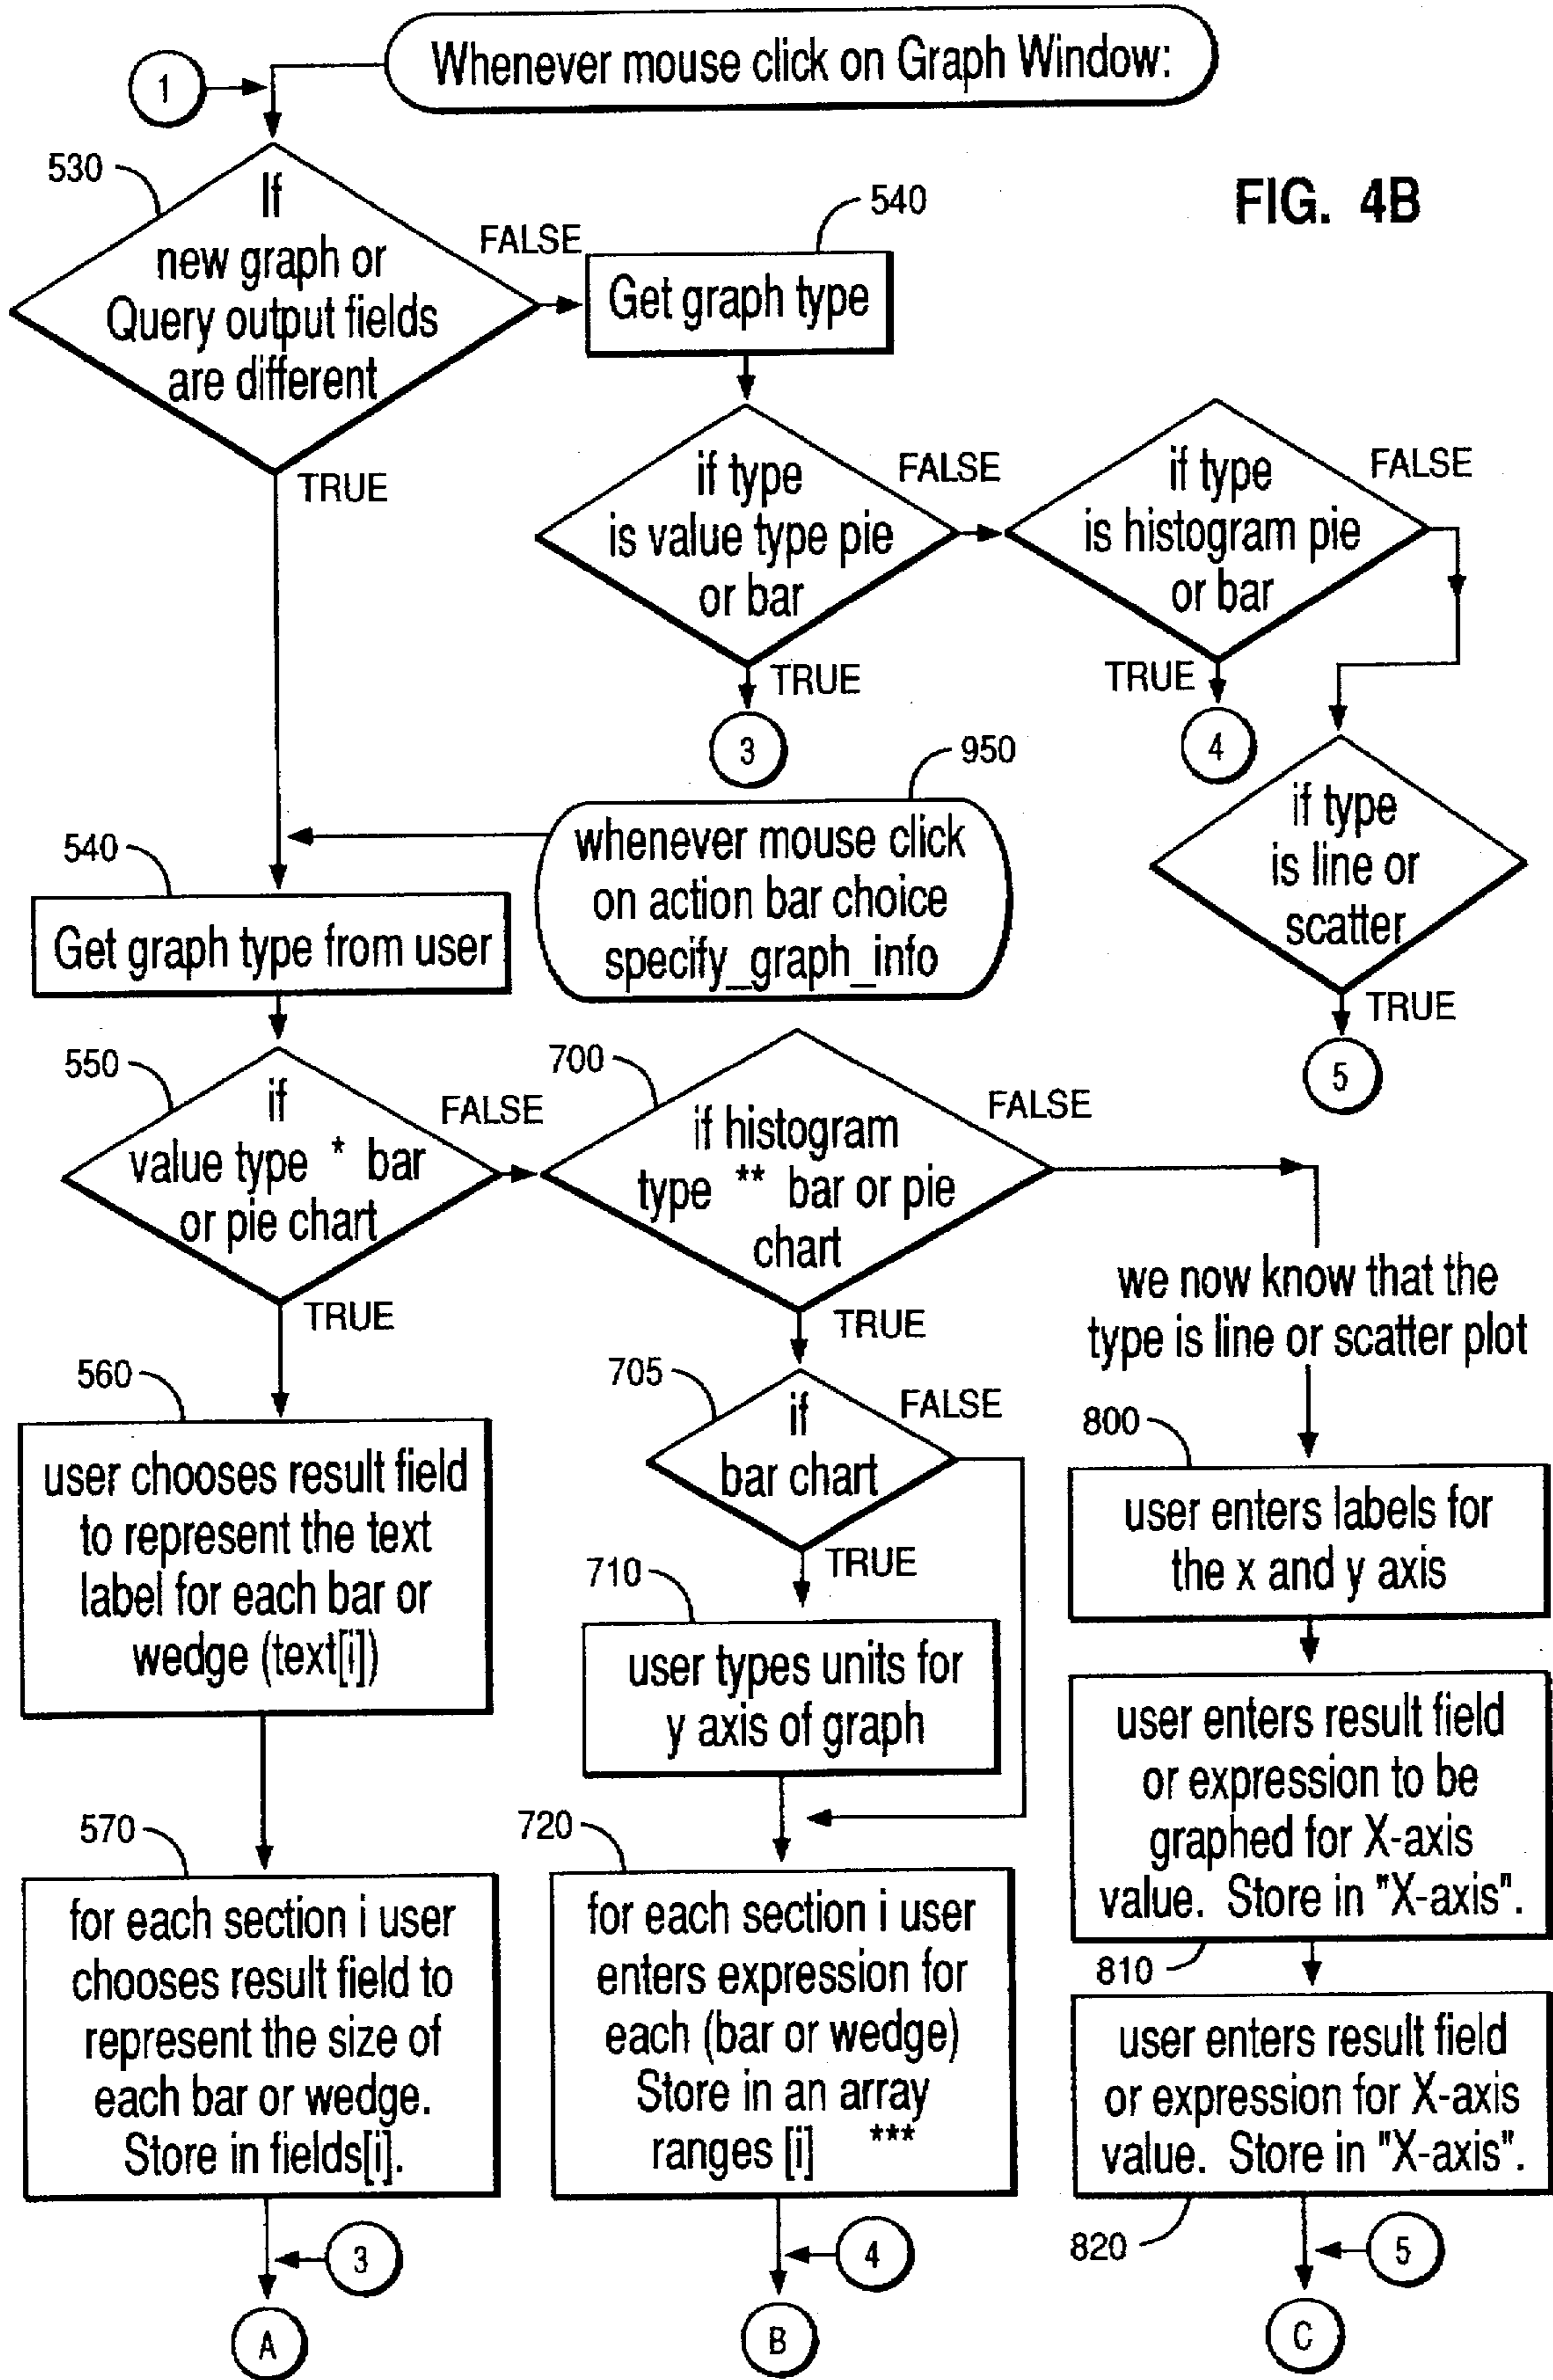 Whenever mouse click on Graph Window:
1
FIG. 4B
530
If
new graph or
Query output fields
are different
FALSE
TRUE
540
Get graph type
if type
is value type pie
or bar
FALSE
TRUE
3
if type
is histogram pie
or bar
FALSE
TRUE
4
if type
is line or
scatter
TRUE
5
950
whenever mouse click
on action bar choice
specify_graph_info
540
Get graph type from user
550
if
value type * bar
or pie chart
FALSE
TRUE
700
if histogram
type ** bar or pie
chart
FALSE
TRUE
we now know that the
type is line or scatter plot
560
user chooses result field
to represent the text
label for each bar or
wedge (text[i])
705
if
bar chart
FALSE
TRUE
710
user types units for
y axis of graph
800
user enters labels for
the x and y axis
user enters result field
or expression to be
graphed for X-axis
value. Store in "X-axis".
810
570
for each section i user
chooses result field to
represent the size of
each bar or wedge.
Store in fields[i].
3
A
720
for each section i user
enters expression for
each (bar or wedge)
Store in an array
ranges [i] ***
4
B
user enters result field
or expression for X-axis
value. Store in "X-axis".
820
5
C